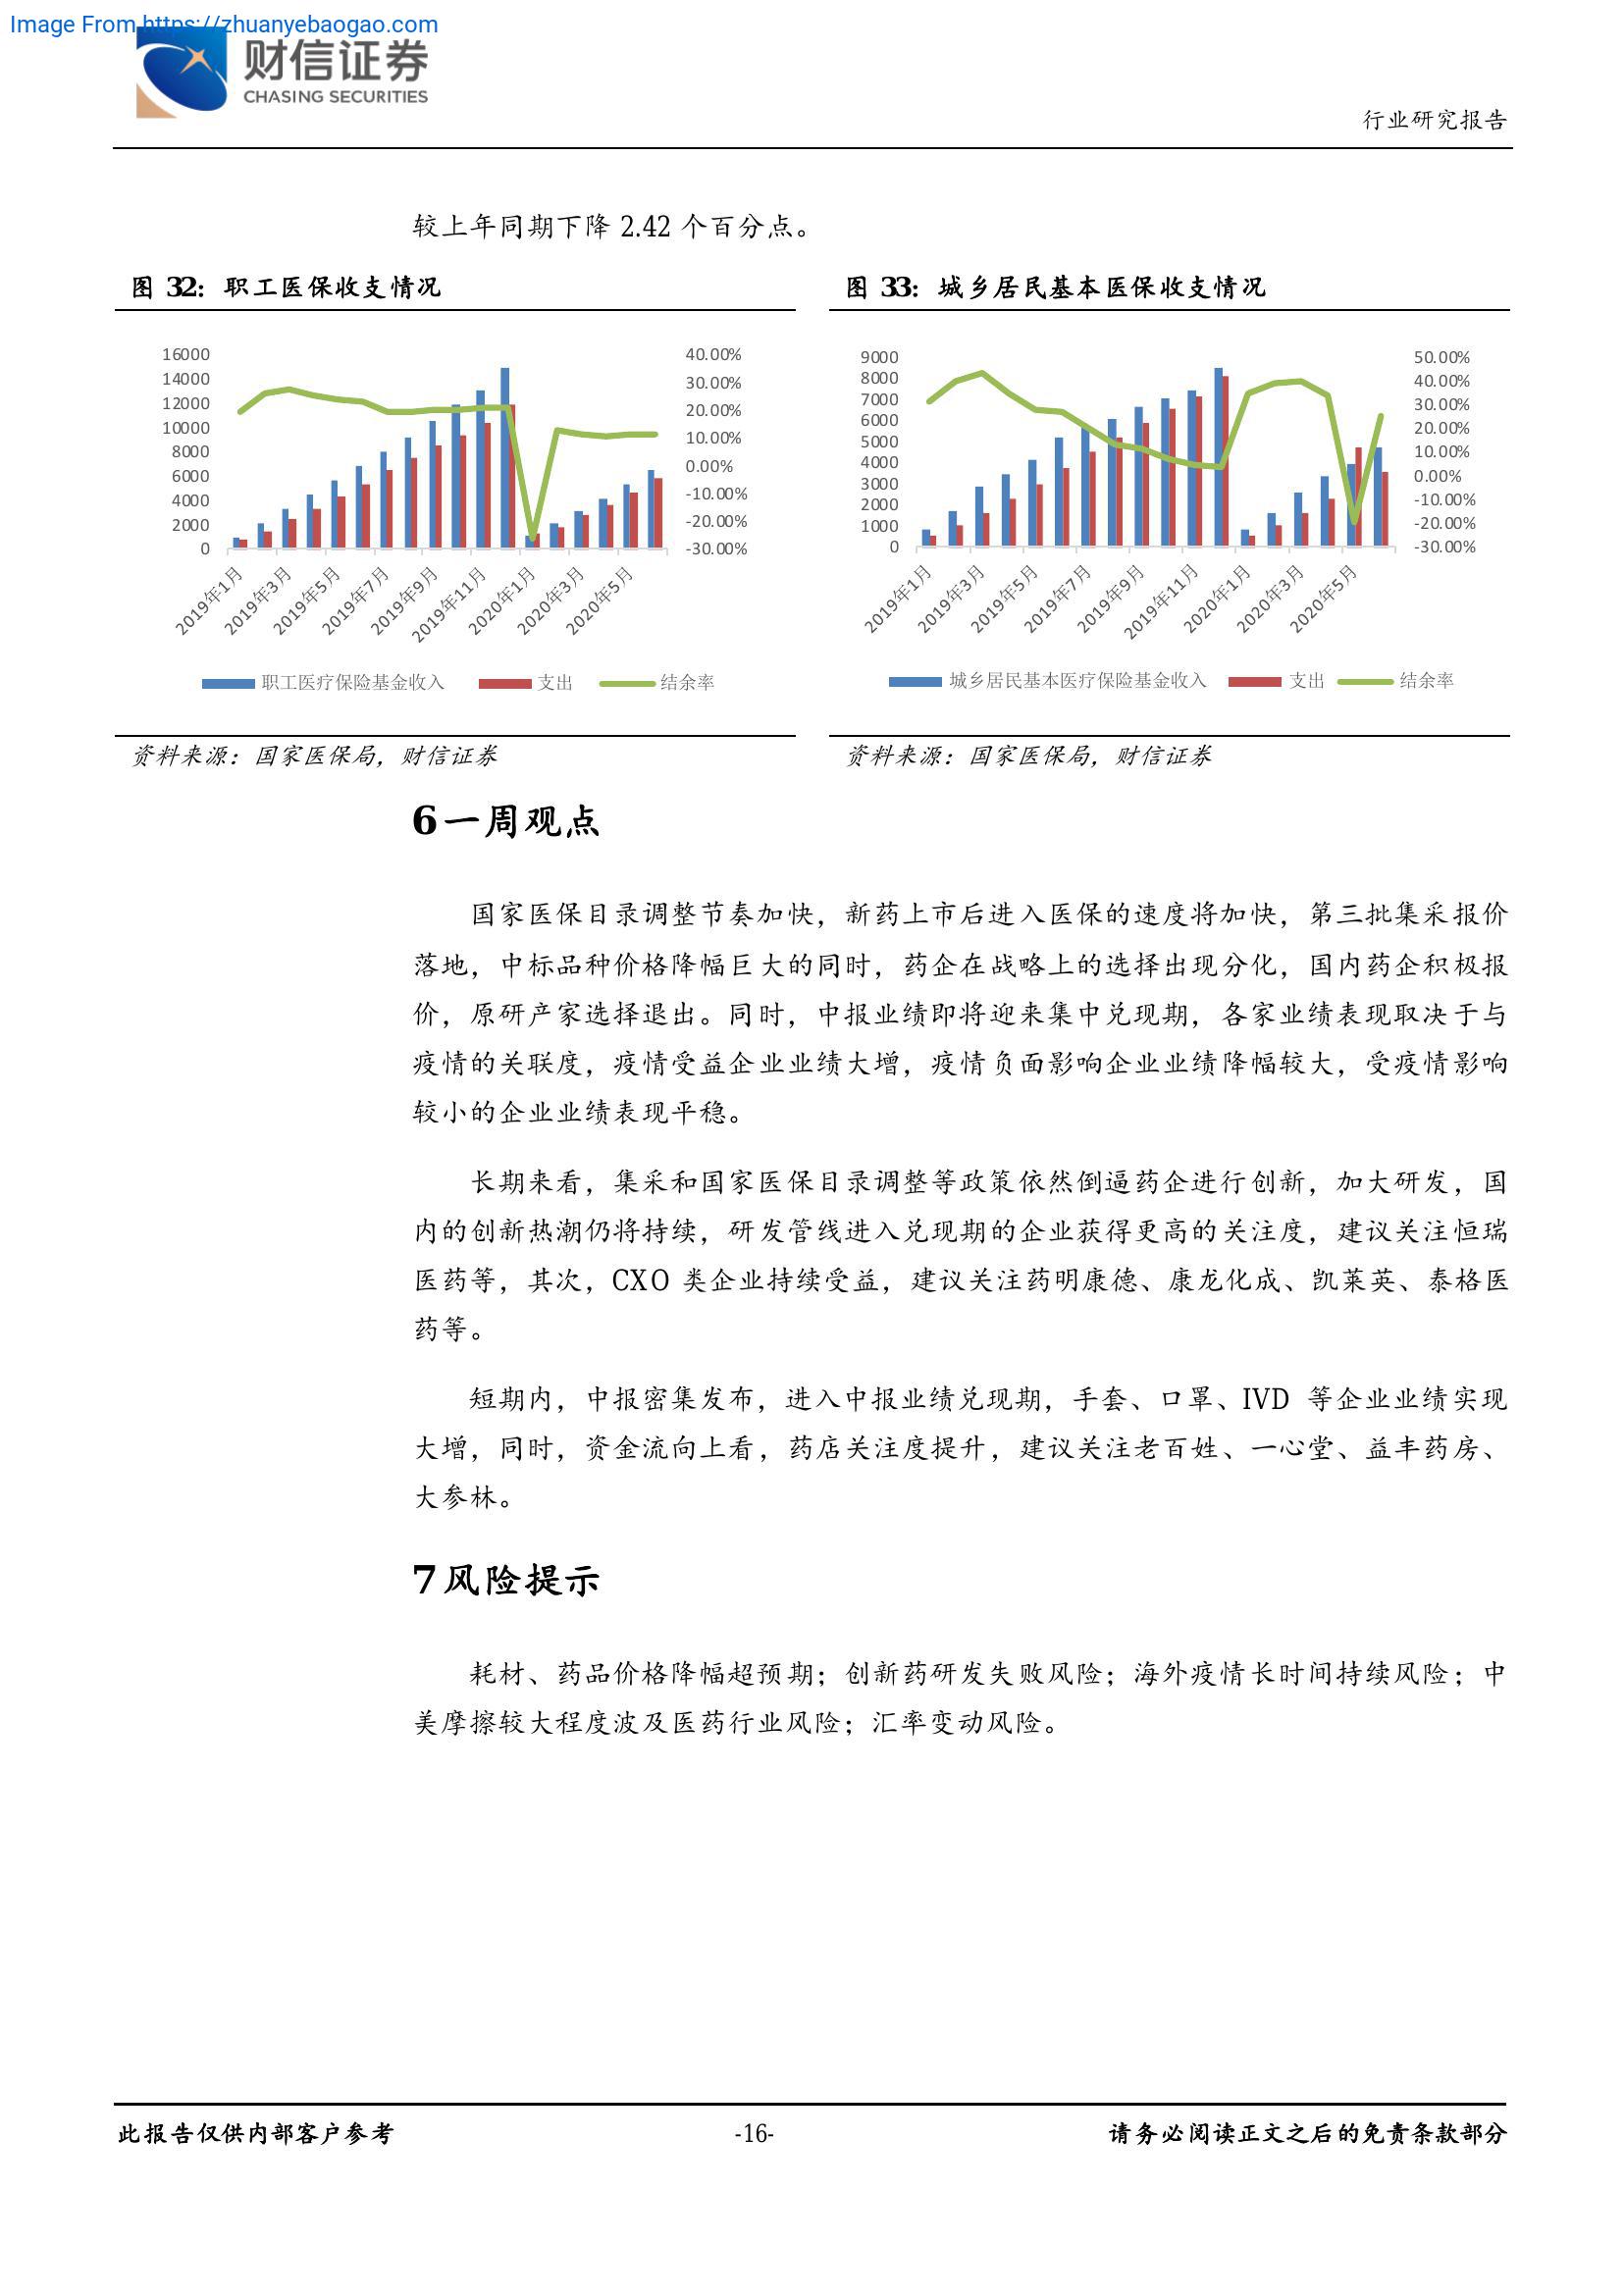 Image From https://zhuanyebaogao.com
财信证券
CHASING SECURITIES
行业研究报告
较上年同期下降 2.42 个百分点。
图 32：职工医保收支情况
16000
14000
12000
10000
8000
6000
4000
2000
0
40.00%
30.00%
20.00%
10.00%
0.00%
-10.00%
-20.00%
-30.00%
2019年1月
2019年3月
2019年5月
2019年7月
2019年9月
2019年11月
2020年1月
2020年3月
2020年5月
职工医疗保险基金收入 支出 结余率
资料来源：国家医保局，财信证券
图 33：城乡居民基本医保收支情况
9000
8000
7000
6000
5000
4000
3000
2000
1000
0
50.00%
40.00%
30.00%
20.00%
10.00%
0.00%
-10.00%
-20.00%
-30.00%
2019年1月
2019年3月
2019年5月
2019年7月
2019年9月
2019年11月
2020年1月
2020年3月
2020年5月
城乡居民基本医疗保险基金收入 支出 结余率
资料来源：国家医保局，财信证券
6 一周观点
国家医保目录调整节奏加快，新药上市后进入医保的速度将加快，第三批集采报价
落地，中标品种价格降幅巨大的同时，药企在战略上的选择出现分化，国内药企积极报
价，原研产家选择退出。同时，中报业绩即将迎来集中兑现期，各家业绩表现取决于与
疫情的关联度，疫情受益企业业绩大增，疫情负面影响企业业绩降幅较大，受疫情影响
较小的企业业绩表现平稳。
长期来看，集采和国家医保目录调整等政策依然倒逼药企进行创新，加大研发，国
内的创新热潮仍将持续，研发管线进入兑现期的企业获得更高的关注度，建议关注恒瑞
医药等，其次，CXO 类企业持续受益，建议关注药明康德、康龙化成、凯莱英、泰格医
药等。
短期内，中报密集发布，进入中报业绩兑现期，手套、口罩、IVD 等企业业绩实现
大增，同时，资金流向上看，药店关注度提升，建议关注老百姓、一心堂、益丰药房、
大参林。
7 风险提示
耗材、药品价格降幅超预期；创新药研发失败风险；海外疫情长时间持续风险；中
美摩擦较大程度波及医药行业风险；汇率变动风险。
此报告仅供内部客户参考
-16-
请务必阅读正文之后的免责条款部分